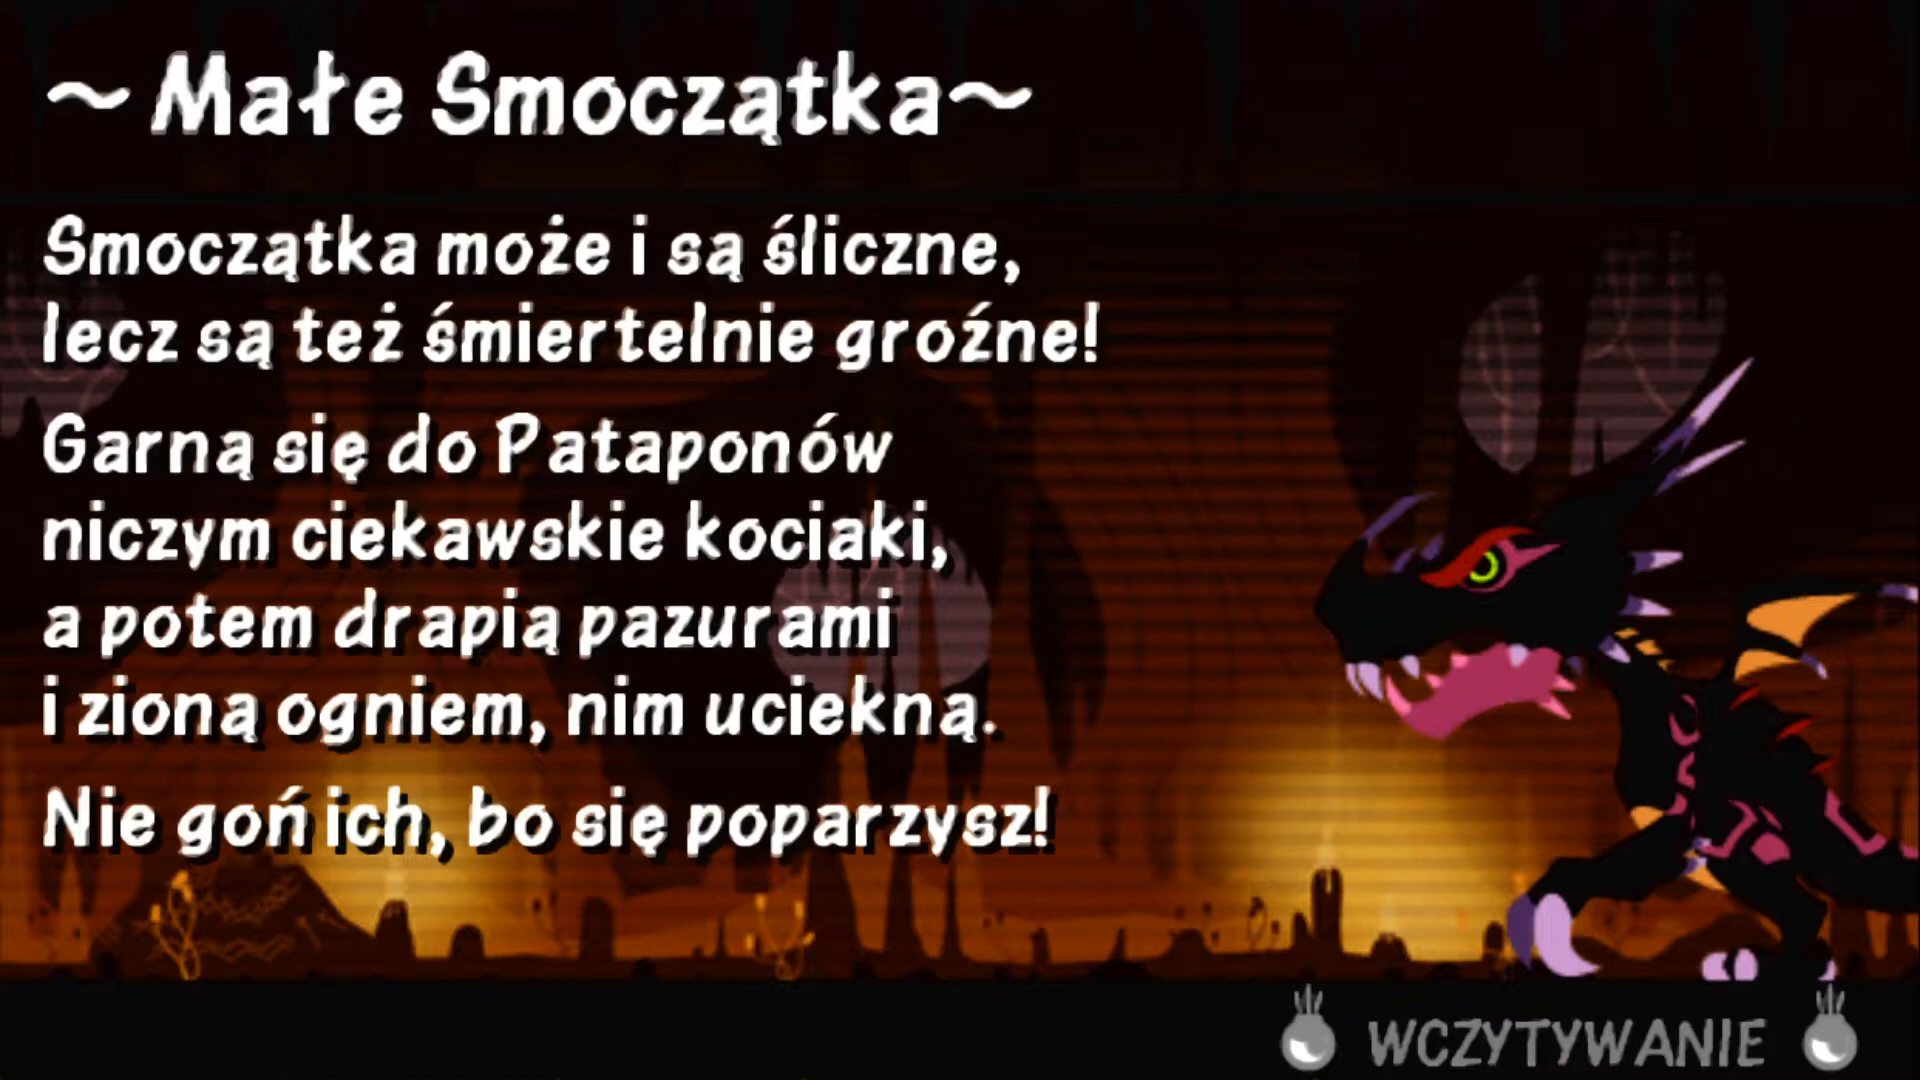 ~ Małe Smoczątka~
Smoczątka może i są śliczne,
lecz są też śmiertelnie groźne!
Garną się do Pataponów
niczym ciekawskie kociaki,
a potem drapią pazurami
i zioną ogniem, nim uciekną.
Nie goń ich, bo się poparzysz!
WCZYTYWANIE